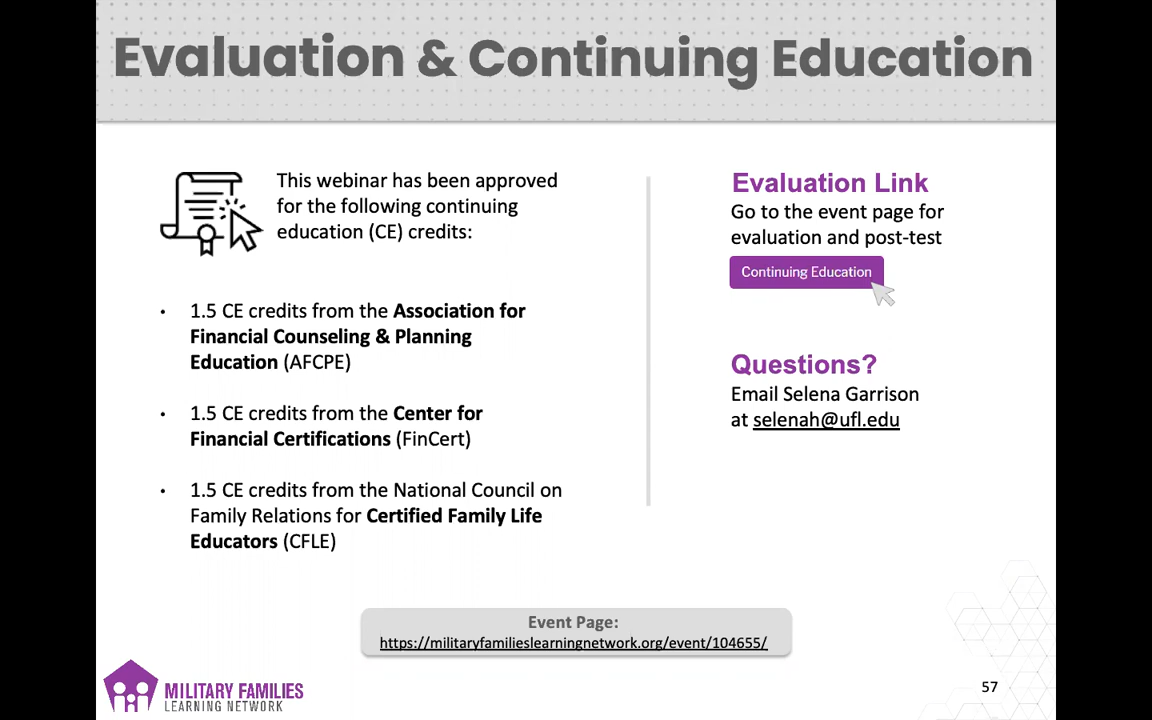 Evaluation & Continuing Education
This webinar has been approved
for the following continuing
education (CE) credits:
• 1.5 CE credits from the Association for
Financial Counseling & Planning
Education (AFCPE)
• 1.5 CE credits from the Center for
Financial Certifications (FinCert)
• 1.5 CE credits from the National Council on
Family Relations for Certified Family Life
Educators (CFLE)
Evaluation Link
Go to the event page for
evaluation and post-test
Continuing Education
Questions?
Email Selena Garrison
at selenah@ufl.edu
Event Page:
https://militaryfamilieslearningnetwork.org/event/104655/
MILITARY FAMILIES
LEARNING NETWORK
57